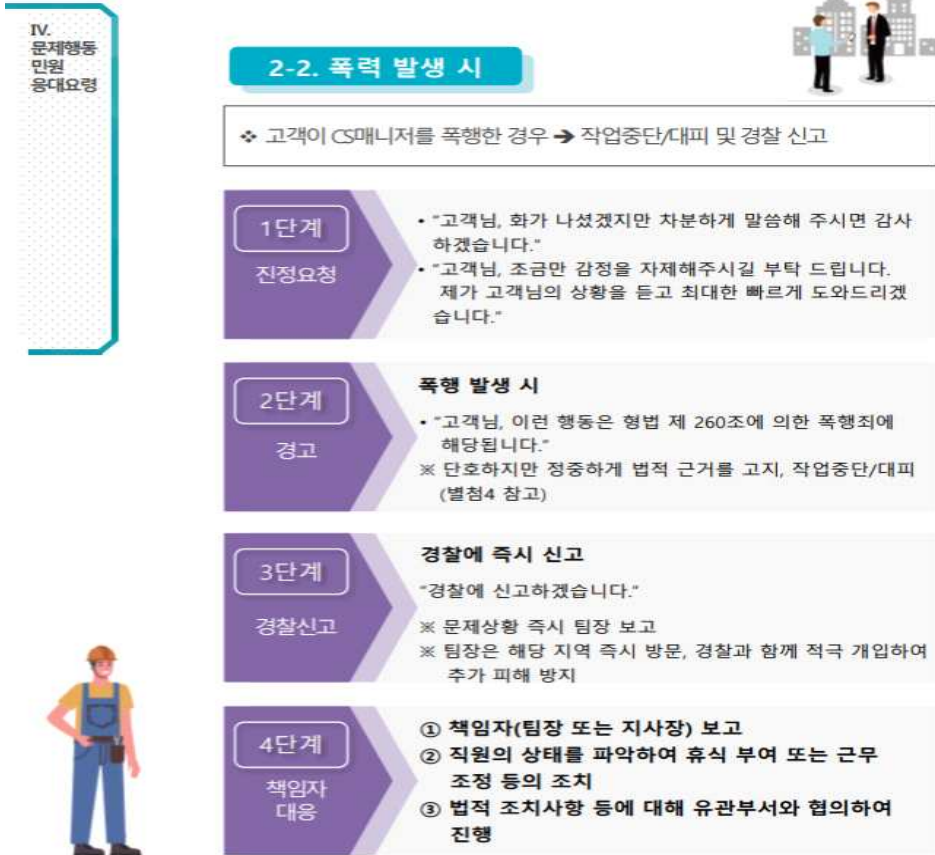 IV.
문제행동
민원
응대요령
2-2. 폭력 발생 시
❖ 고객이 CS매니저를 폭행한 경우 ➔ 작업중단/대피 및 경찰 신고
1단계
진정요청
• "고객님, 화가 나셨겠지만 차분하게 말씀해 주시면 감사
하겠습니다."
• "고객님, 조금만 감정을 자제해주시길 부탁 드립니다.
제가 고객님의 상황을 듣고 최대한 빠르게 도와드리겠
습니다."
2단계
경고
폭행 발생 시
• "고객님, 이런 행동은 형법 제 260조에 의한 폭행죄에
해당됩니다."
※ 단호하지만 정중하게 법적 근거를 고지, 작업중단/대피
(별첨4 참고)
3단계
경찰신고
경찰에 즉시 신고
"경찰에 신고하겠습니다."
※ 문제상황 즉시 팀장 보고
※ 팀장은 해당 지역 즉시 방문, 경찰과 함께 적극 개입하여
추가 피해 방지
4단계
책임자
대응
① 책임자(팀장 또는 지사장) 보고
② 직원의 상태를 파악하여 휴식 부여 또는 근무
조정 등의 조치
③ 법적 조치사항 등에 대해 유관부서와 협의하여
진행